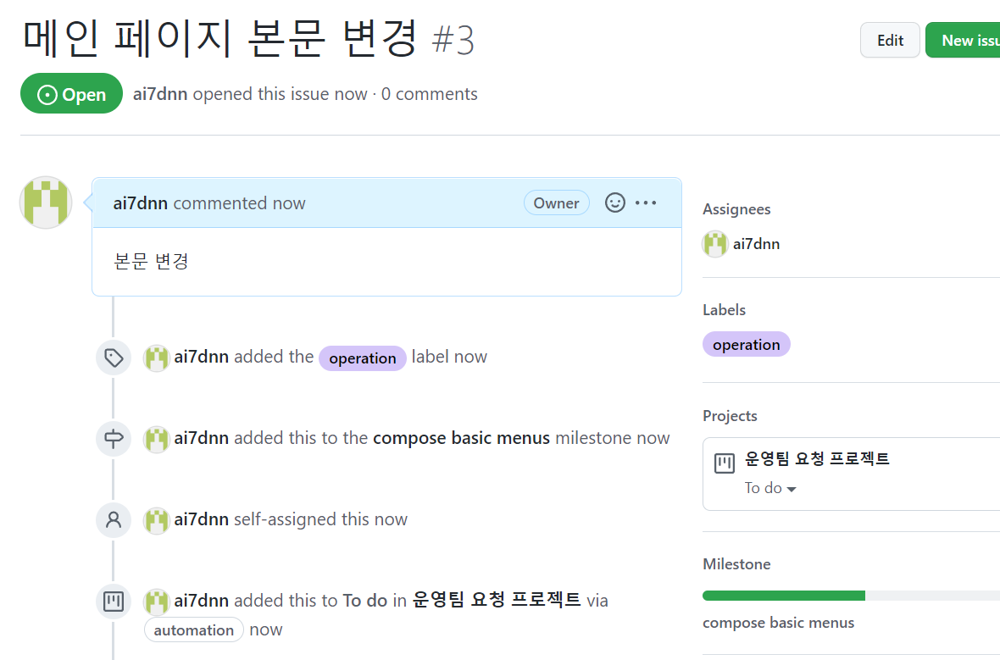 메인 페이지 본문 변경 #3
Edit
New issu
Open
ai7dnn opened this issue now · 0 comments
ai7dnn commented now
Owner
본문 변경
ai7dnn added the operation label now
ai7dnn added this to the compose basic menus milestone now
ai7dnn self-assigned this now
ai7dnn added this to To do in 운영팀 요청 프로젝트 via
automation now
Assignees
ai7dnn
Labels
operation
Projects
운영팀 요청 프로젝트
To do
Milestone
compose basic menus